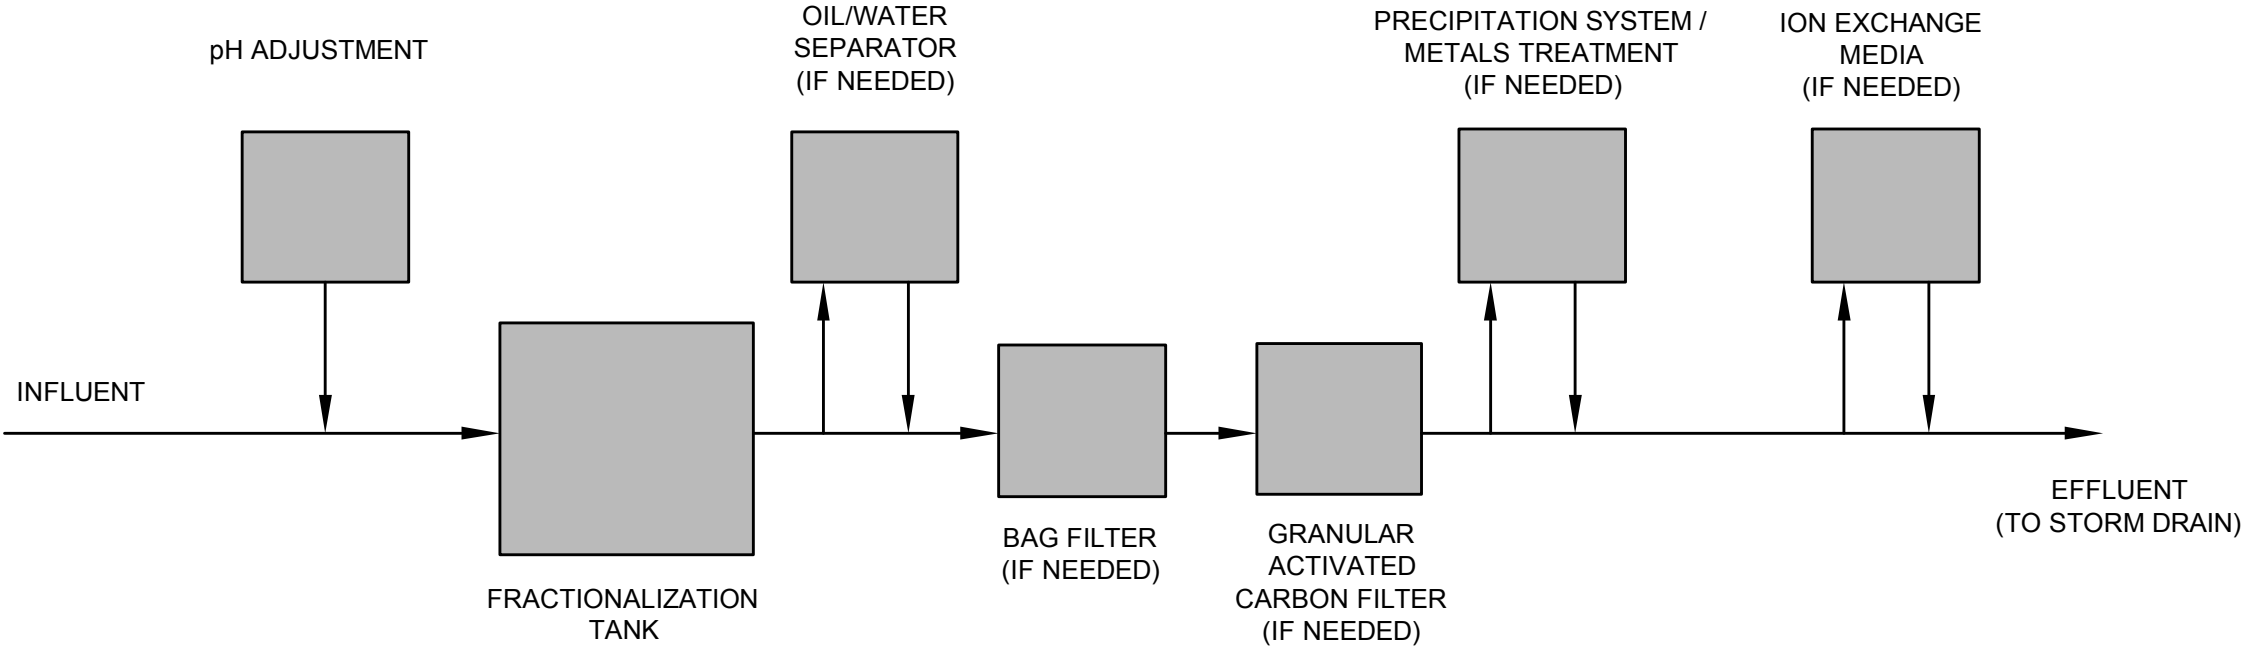 pH ADJUSTMENT
OIL/WATER
SEPARATOR
(IF NEEDED)
PRECIPITATION SYSTEM /
METALS TREATMENT
(IF NEEDED)
ION EXCHANGE
MEDIA
(IF NEEDED)
INFLUENT
FRACTIONALIZATION
TANK
BAG FILTER
(IF NEEDED)
GRANULAR
ACTIVATED
CARBON FILTER
(IF NEEDED)
EFFLUENT
(TO STORM DRAIN)